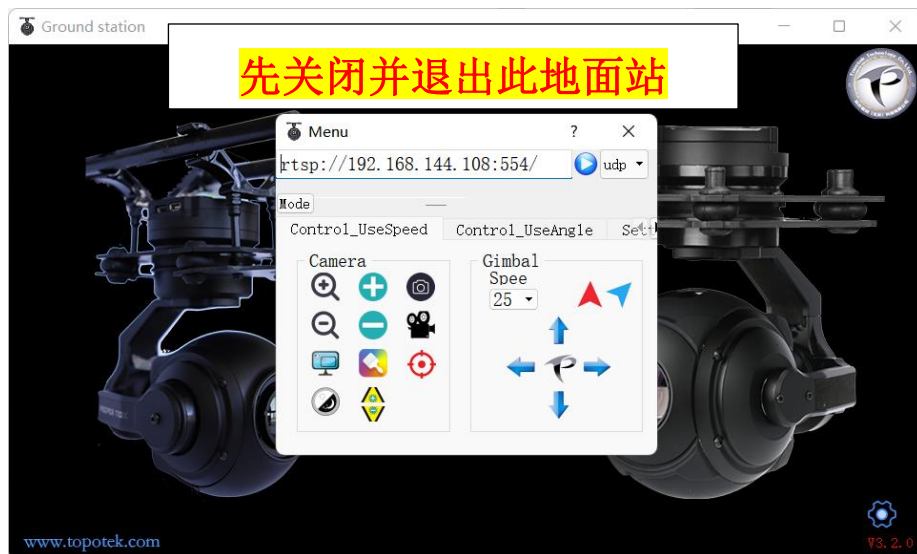 Ground station
先关闭并退出此地面站
Menu
?
rtsp://192.168.144.108:554/
udp
Mode
Control_UseSpeed
Control_UseAngle
Camera
Gimbal
Spee
25
www.topotek.com
V3.2.0